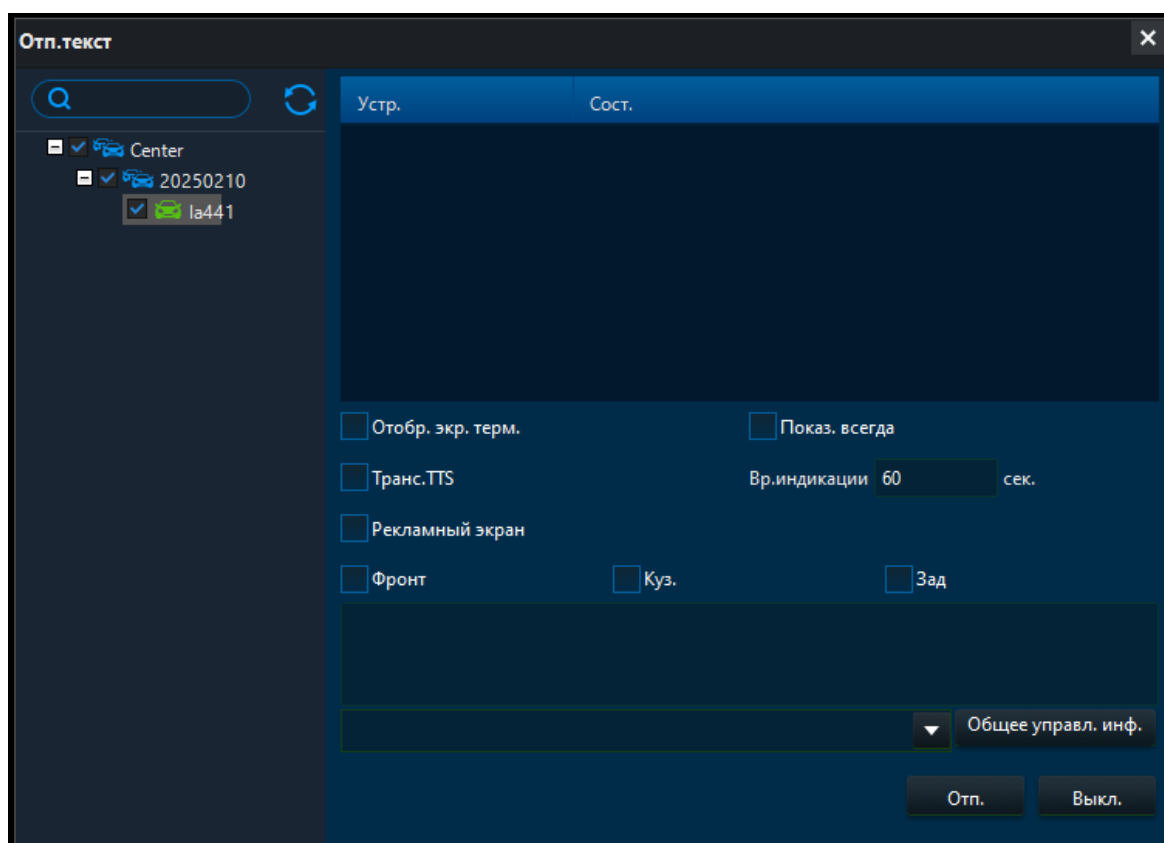 Отп.текст
Устр. Сост.
Center
20250210
la441
Отобр. экр. терм. Показ. всегда
Транс.TTS Вр.индикации 60 сек.
Рекламный экран
Фронт Куз. Зад
Общее управл. инф.
Отп. Выкл.